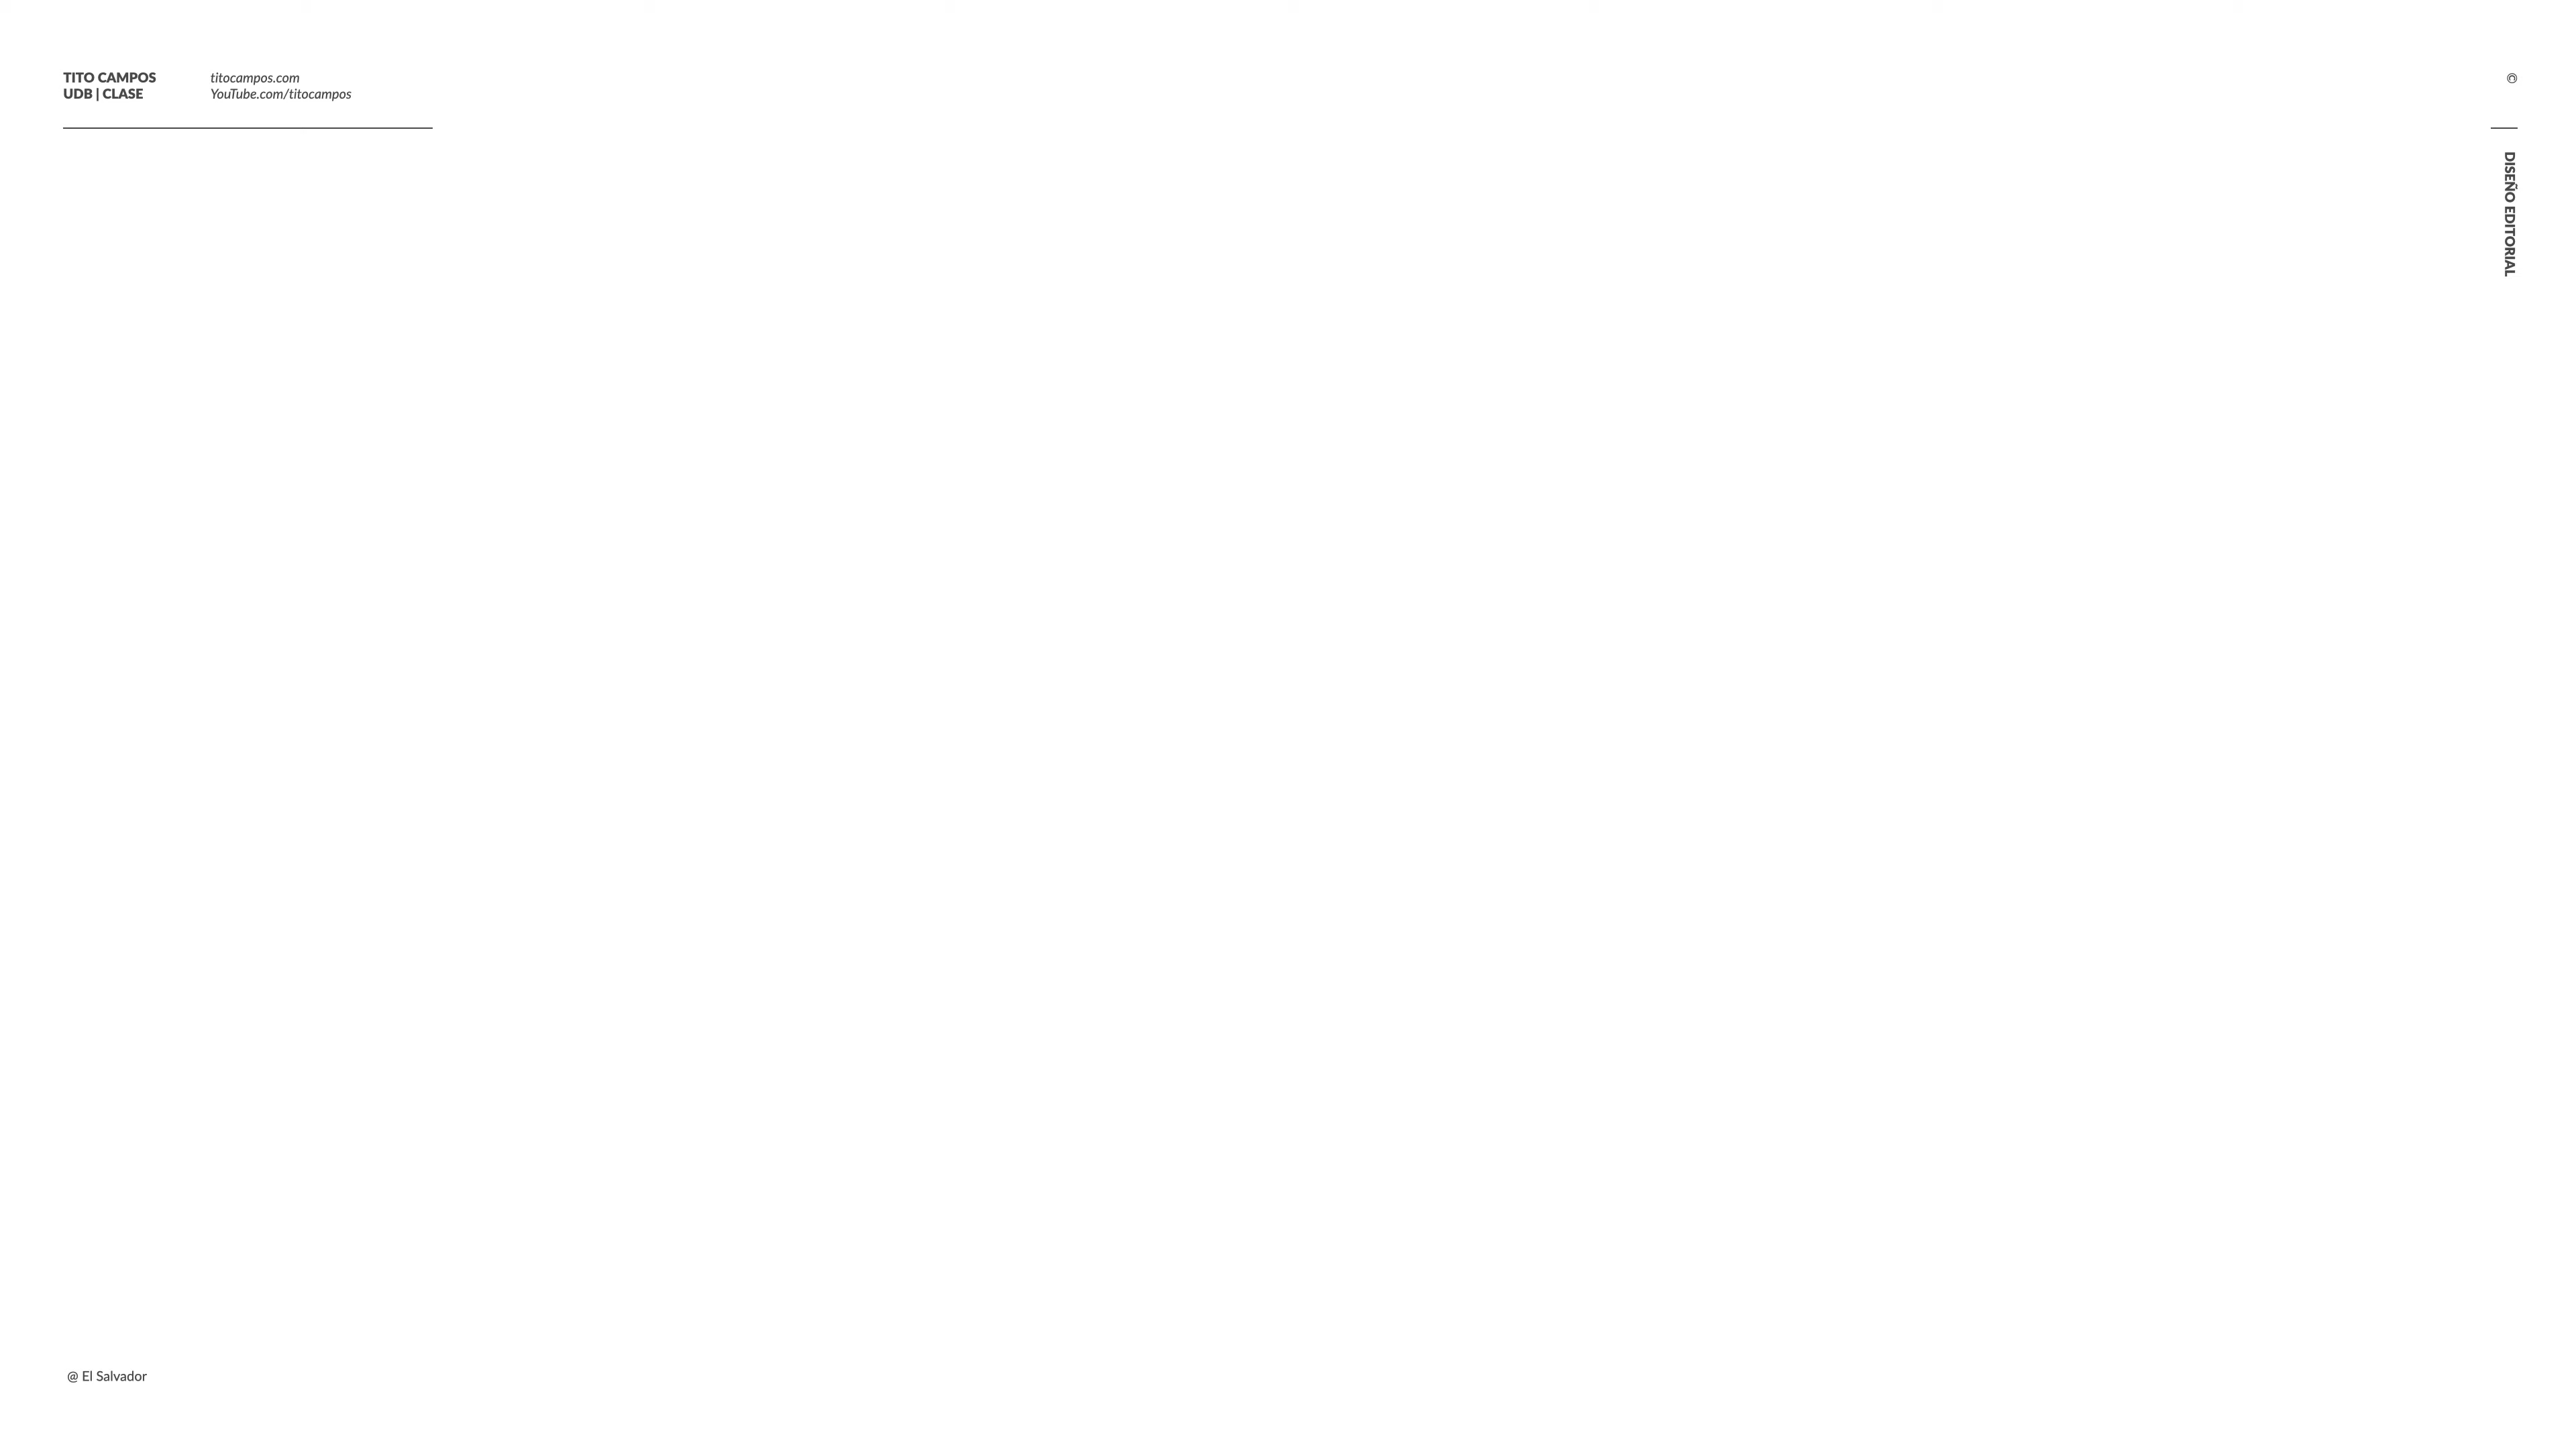 TITO CAMPOS
UDB | CLASE
titocampos.com
YouTube.com/titocampos
©
DISEÑO EDITORIAL
@ El Salvador